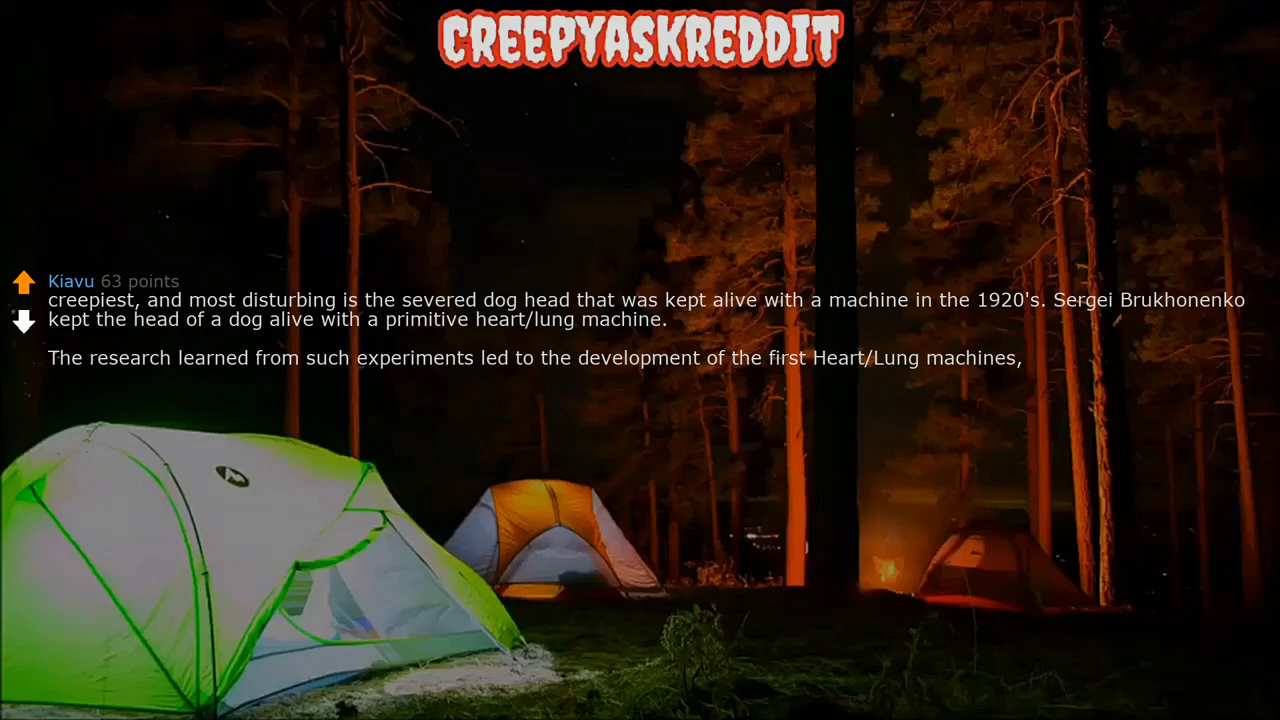 CREEPYASKREDDIT
Kiavu 63 points
creepiest, and most disturbing is the severed dog head that was kept alive with a machine in the 1920's. Sergei Brukhonenko
kept the head of a dog alive with a primitive heart/lung machine.
The research learned from such experiments led to the development of the first Heart/Lung machines,